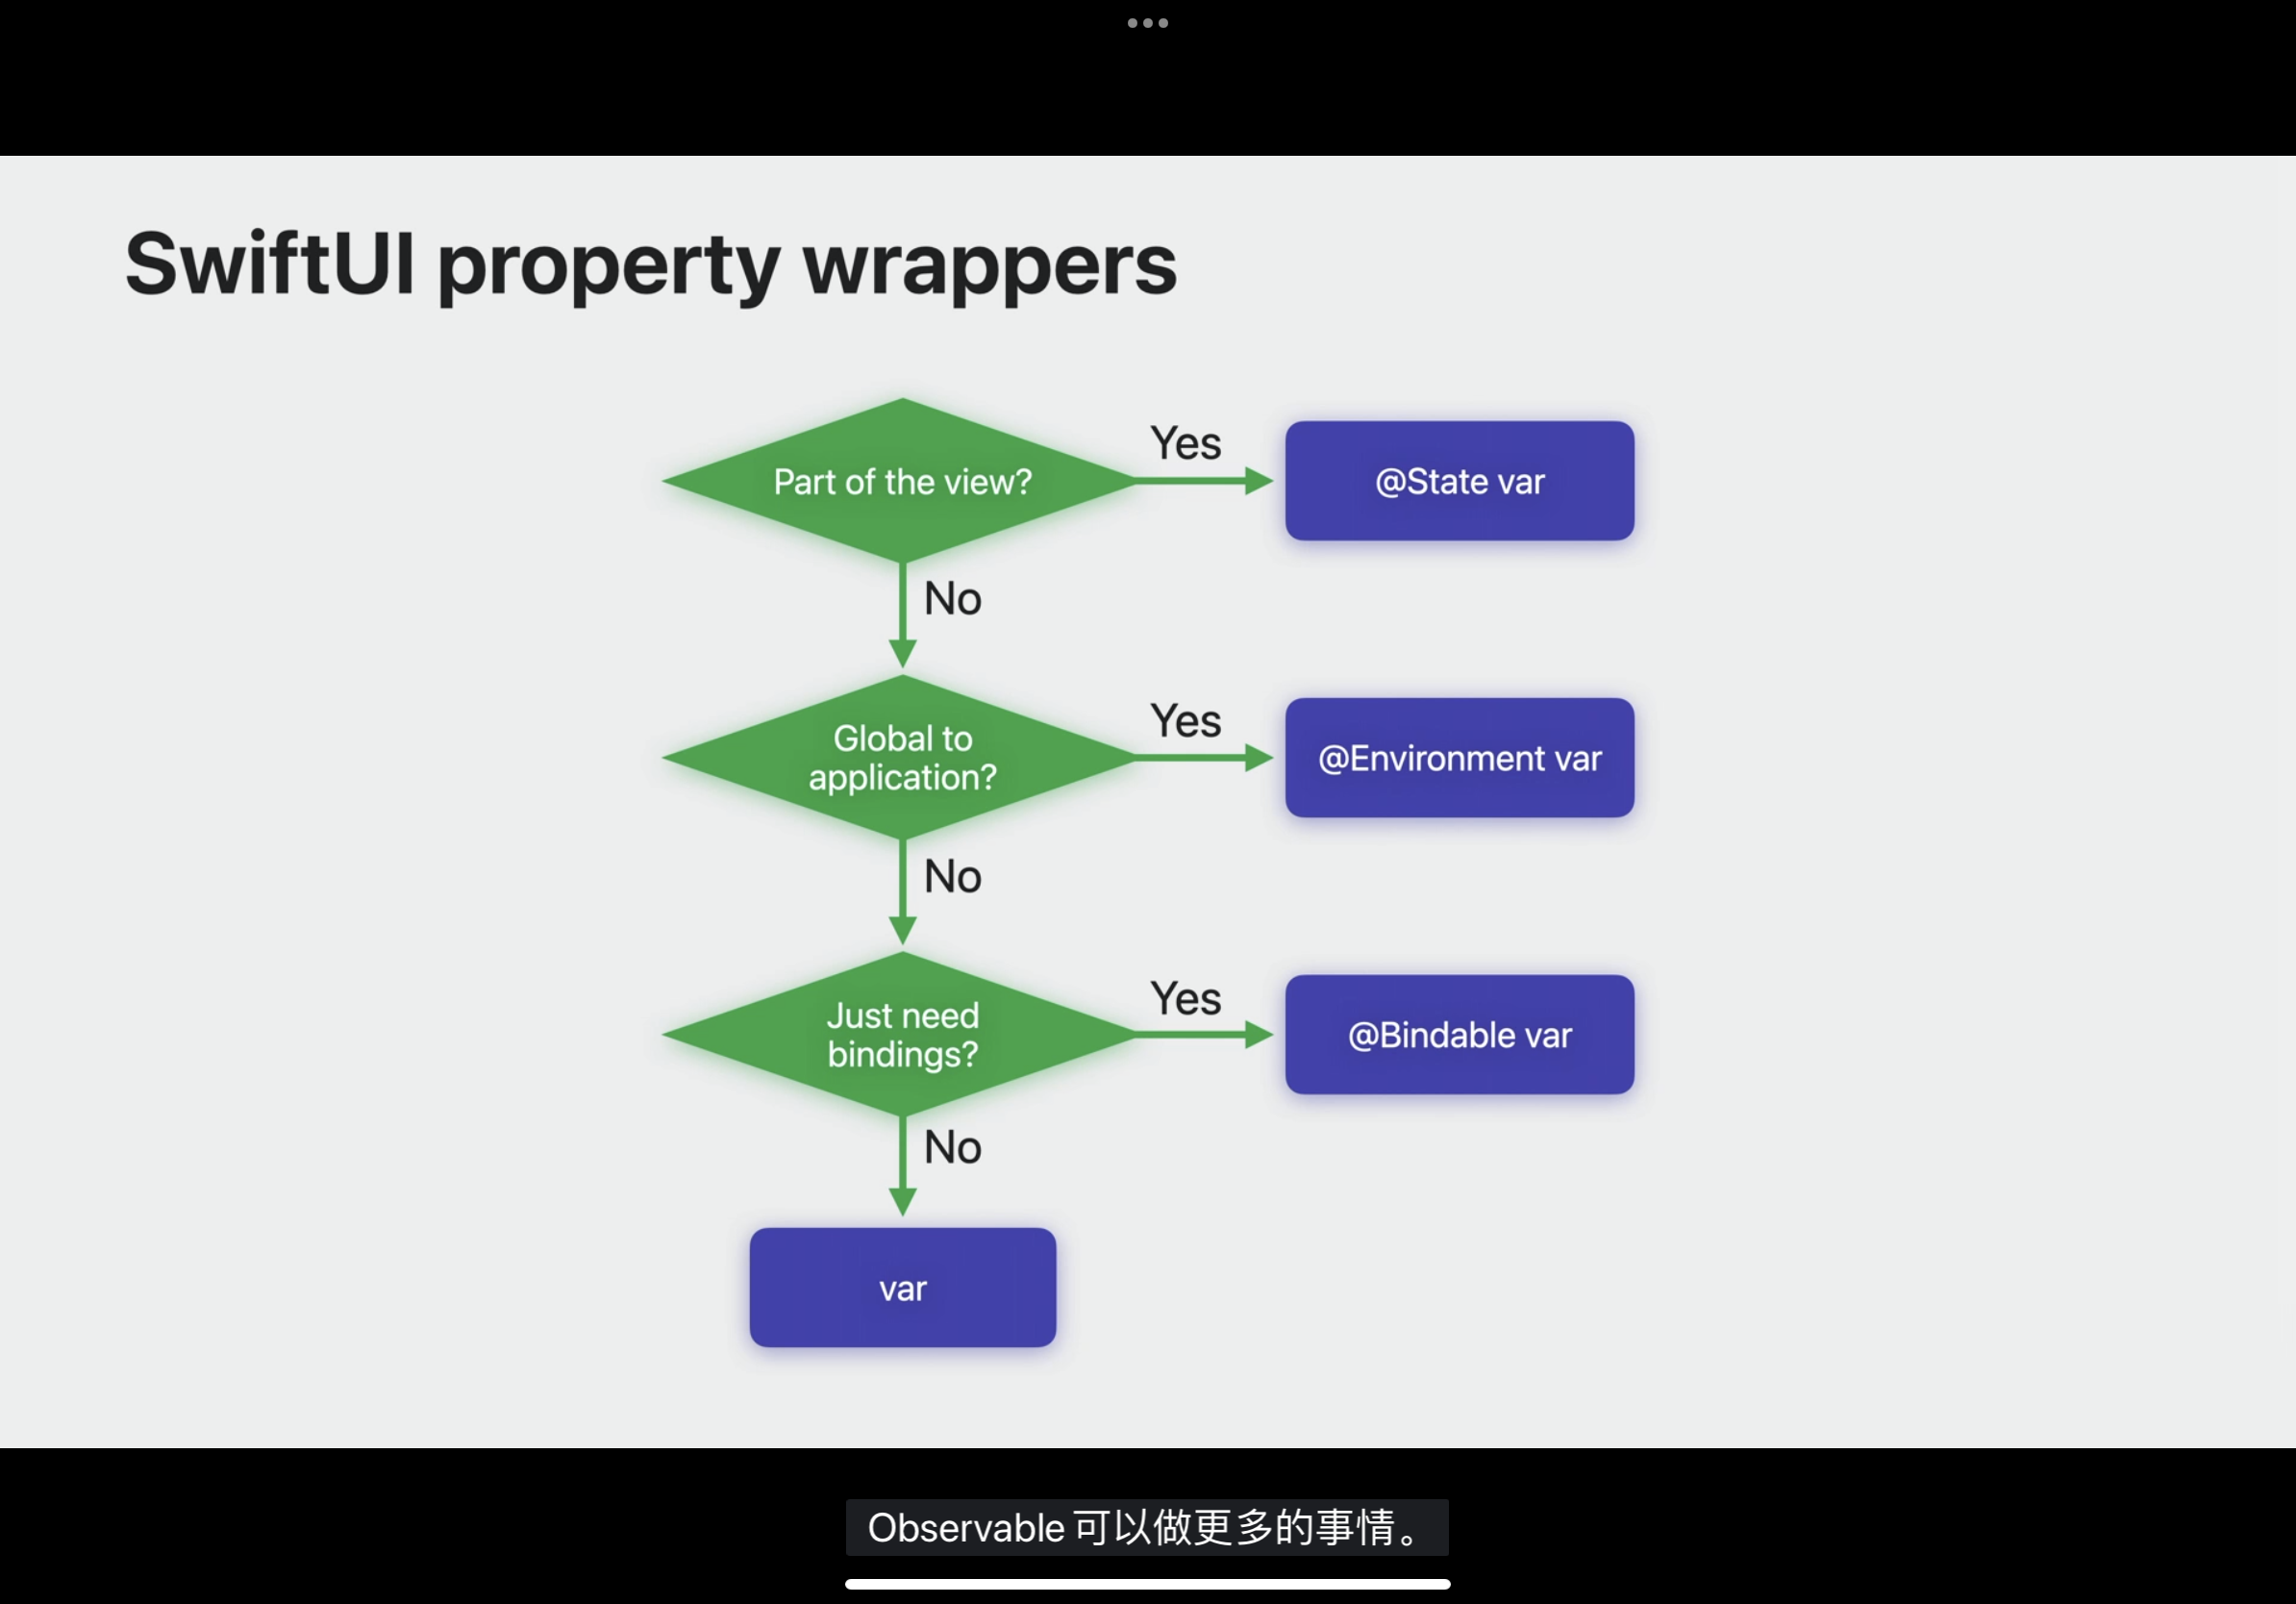 SwiftUI property wrappers
Part of the view?
Yes
@State var
No
Global to
application?
Yes
@Environment var
No
Just need
bindings?
Yes
@Bindable var
No
var
Observable 可以做更多的事情。